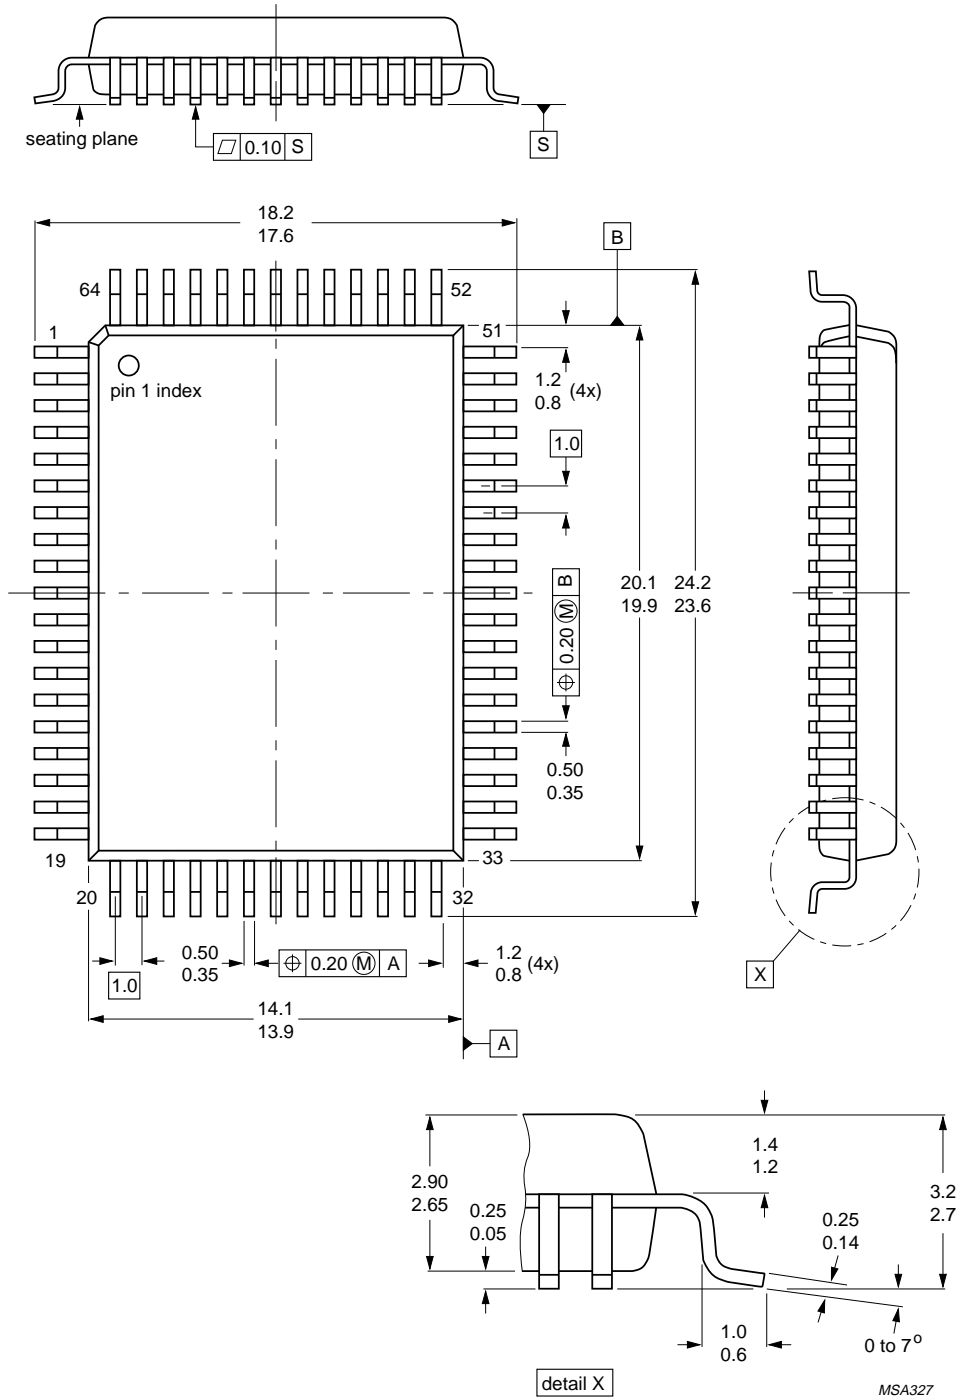 seating plane
0.10 S
S
18.2
17.6
B
64
52
1
51
pin 1 index
1.2
0.8
(4x)
1.0
20.1
19.9
24.2
23.6
⌖ 0.20 Ⓜ B
0.50
0.35
19
33
20
32
0.50
0.35
⌖ 0.20 Ⓜ A
1.2
0.8
(4x)
1.0
X
14.1
13.9
A
2.90
2.65
0.25
0.05
1.4
1.2
3.2
2.7
0.25
0.14
1.0
0.6
0 to 7°
detail X
MSA327